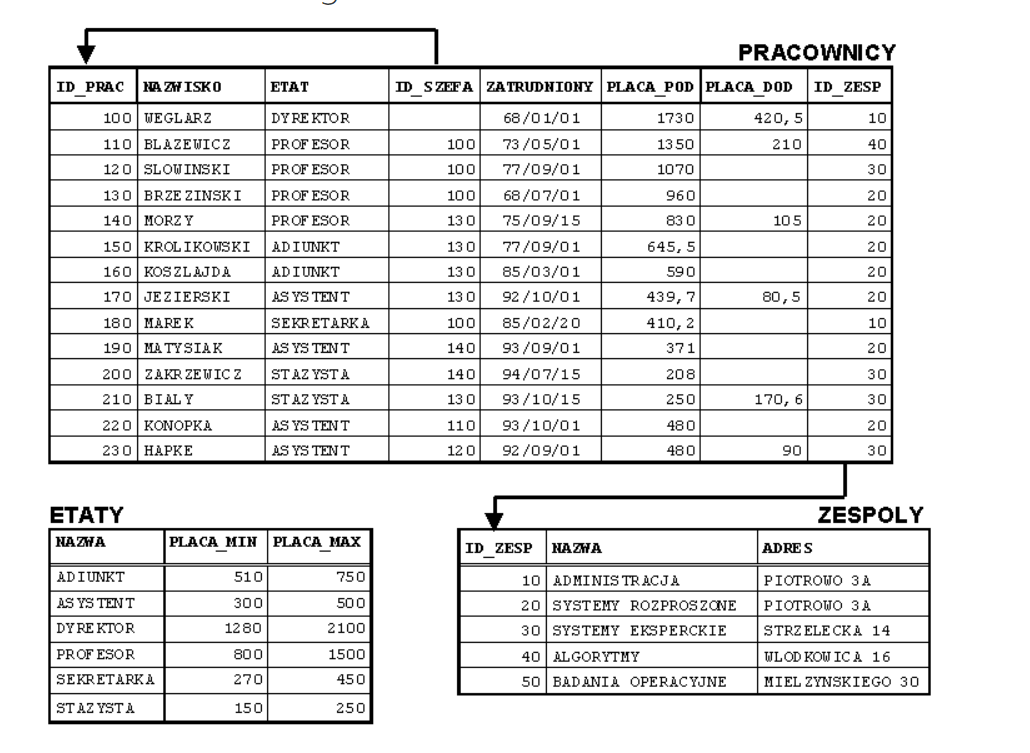 PRACOWNICY
ID_PRAC NAZWISKO ETAT ID_SZEFA ZATRUDNIONY PLACA_POD PLACA_DOD ID_ZESP
100 WEGLARZ DYREKTOR 68/01/01 1730 420,5 10
110 BLAZEWICZ PROFESOR 100 73/05/01 1350 210 40
120 SLOWINSKI PROFESOR 100 77/09/01 1070 30
130 BRZEZINSKI PROFESOR 100 68/07/01 960 20
140 MORZY PROFESOR 130 75/09/15 830 105 20
150 KROLIKOWSKI ADIUNKT 130 77/09/01 645,5 20
160 KOSZLAJDA ADIUNKT 130 85/03/01 590 20
170 JEZIERSKI ASYSTENT 130 92/10/01 439,7 80,5 20
180 MAREK SEKRETARKA 100 85/02/20 410,2 10
190 MATYSIAK ASYSTENT 140 93/09/01 371 20
200 ZAKRZEWICZ STAZYSTA 140 94/07/15 208 30
210 BIALY STAZYSTA 130 93/10/15 250 170,6 30
220 KONOPKA ASYSTENT 110 93/10/01 480 20
230 HAPKE ASYSTENT 120 92/09/01 480 90 30
ETATY
NAZWA PLACA_MIN PLACA_MAX
ADIUNKT 510 750
ASYSTENT 300 500
DYREKTOR 1280 2100
PROFESOR 800 1500
SEKRETARKA 270 450
STAZYSTA 150 250
ZESPOLY
ID_ZESP NAZWA ADRES
10 ADMINISTRACJA PIOTROWO 3A
20 SYSTEMY ROZPROSZONE PIOTROWO 3A
30 SYSTEMY EKSPERCKIE STRZELECKA 14
40 ALGORYTMY WLODKOWICA 16
50 BADANIA OPERACYJNE MIELZYNSKIEGO 30